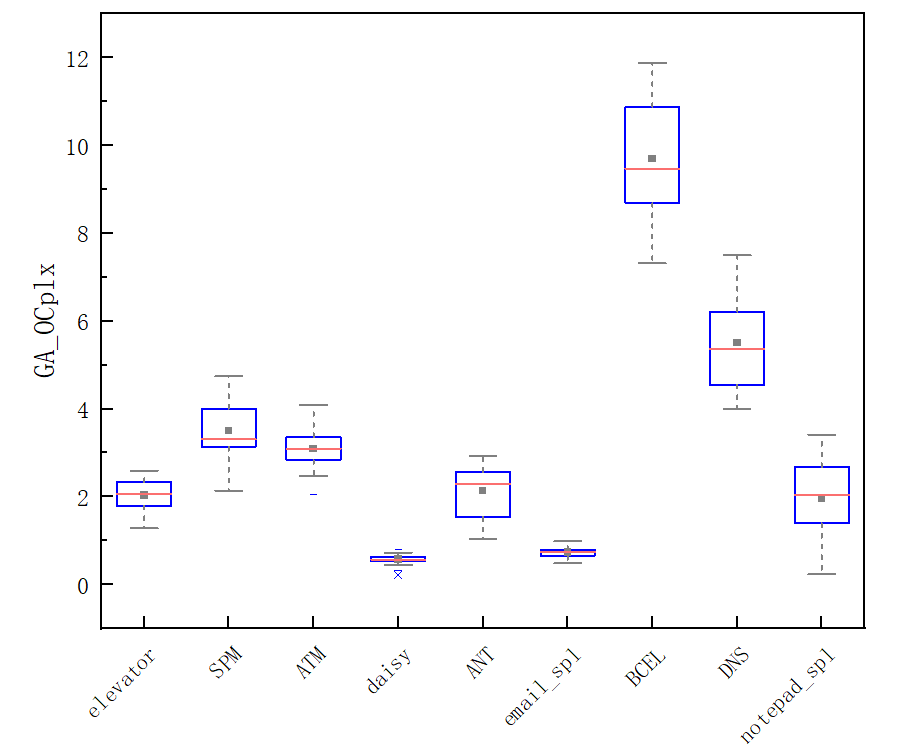 12
10
8
6
4
2
0
GA_OCplx
elevator
SPM
ATM
daisy
ANT
email_spl
BCEL
DNS
notepad_spl